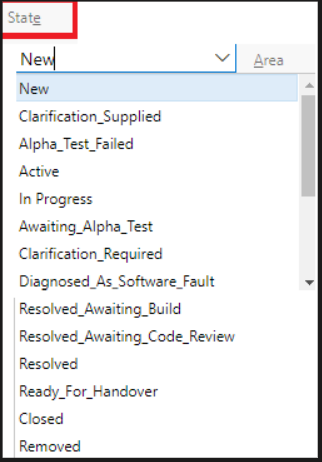 State
New
Area
New
Clarification_Supplied
Alpha_Test_Failed
Active
In Progress
Awaiting_Alpha_Test
Clarification_Required
Diagnosed_As_Software_Fault
Resolved_Awaiting_Build
Resolved_Awaiting_Code_Review
Resolved
Ready_For_Handover
Closed
Removed